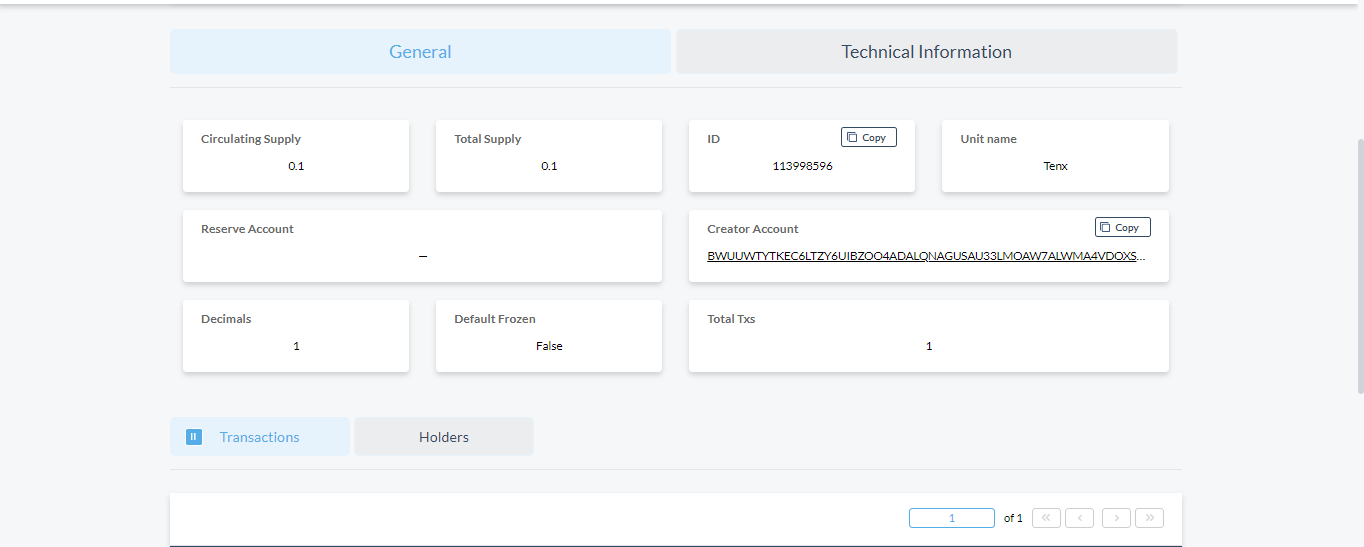 General
Technical Information
Circulating Supply
0.1
Total Supply
0.1
ID
Copy
113998596
Unit name
Tenx
Reserve Account
—
Creator Account
Copy
BWUUWTYTKEC6LTZY6UIBZOO4ADALQNAGUSAU33LMOAW7ALWMA4VDOXS...
Decimals
1
Default Frozen
False
Total Txs
1
Transactions
Holders
1 of 1